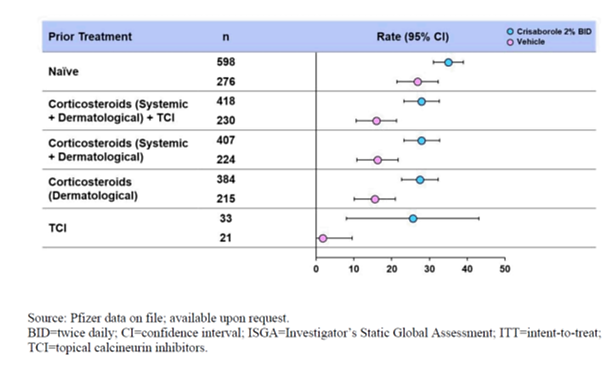 Prior Treatment n Rate (95% CI) Crisaborole 2% BID
Vehicle
Naïve 598
276
Corticosteroids (Systemic 418
+ Dermatological) + TCI 230
Corticosteroids (Systemic 407
+ Dermatological) 224
Corticosteroids 384
(Dermatological) 215
TCI 33
21
0 10 20 30 40 50
Source: Pfizer data on file; available upon request.
BID=twice daily; CI=confidence interval; ISGA=Investigator's Static Global Assessment; ITT=intent-to-treat;
TCI=topical calcineurin inhibitors.